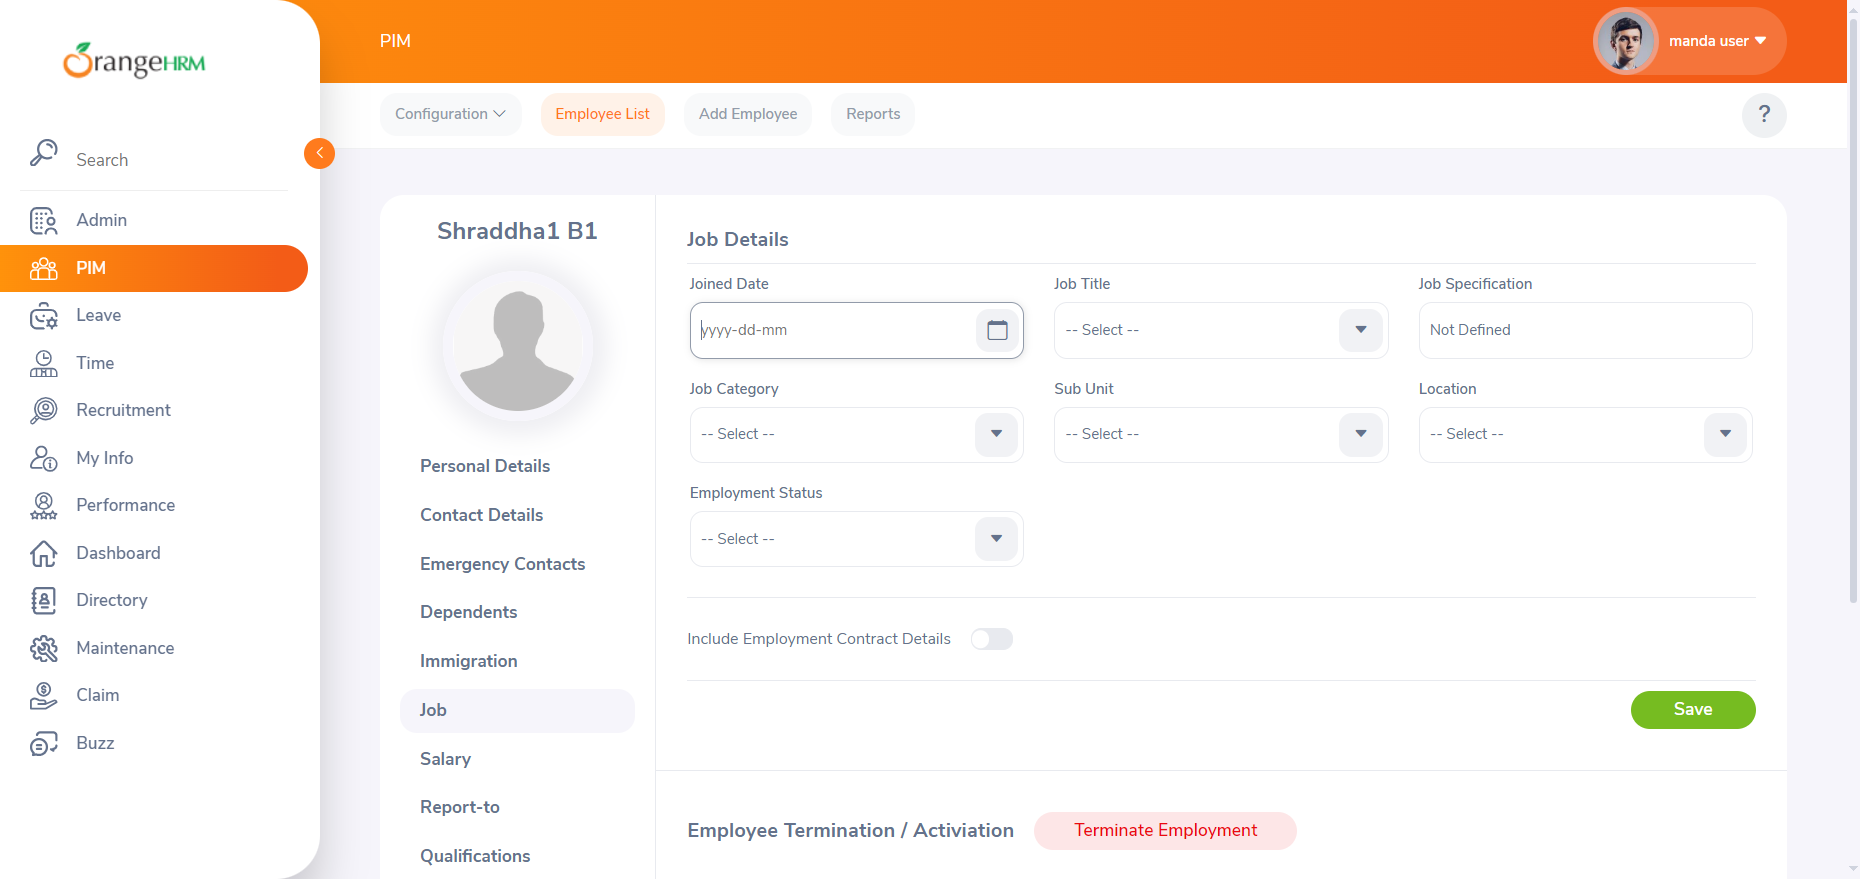 OrangeHRM
Search
Admin
PIM
Leave
Time
Recruitment
My Info
Performance
Dashboard
Directory
Maintenance
Claim
Buzz
PIM
manda user
Configuration
Employee List
Add Employee
Reports
?
Shraddha1 B1
Personal Details
Contact Details
Emergency Contacts
Dependents
Immigration
Job
Salary
Report-to
Qualifications
Job Details
Joined Date
Job Title
Job Specification
yyyy-dd-mm
-- Select --
Not Defined
Job Category
Sub Unit
Location
-- Select --
-- Select --
-- Select --
Employment Status
-- Select --
Include Employment Contract Details
Save
Employee Termination / Activiation
Terminate Employment